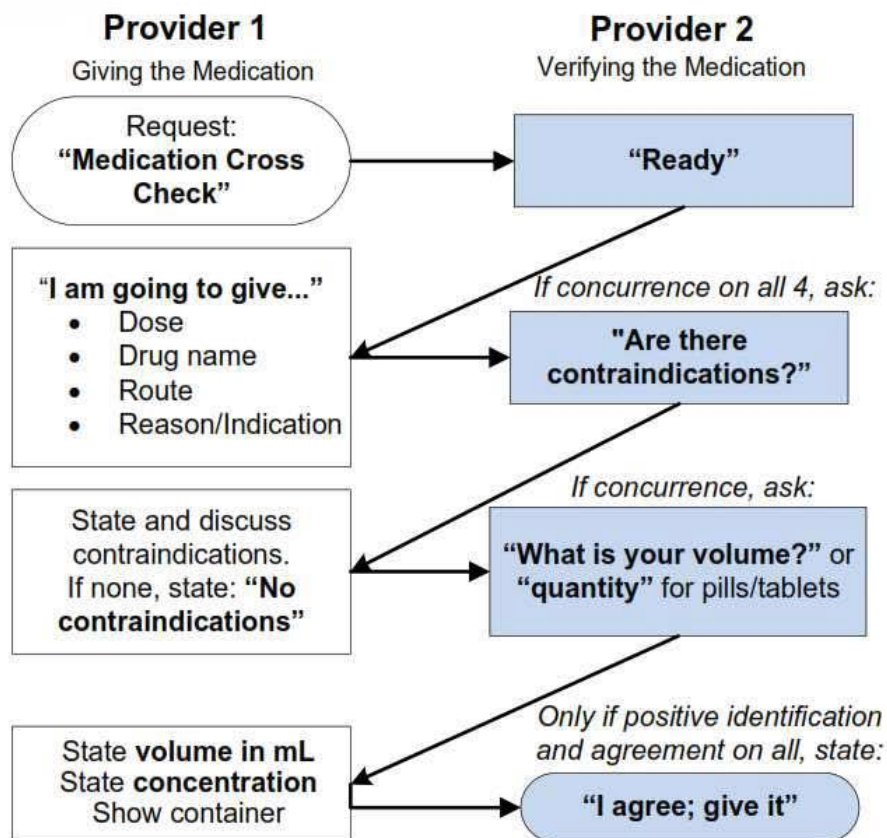 Provider 1
Giving the Medication
Provider 2
Verifying the Medication
Request:
“Medication Cross
Check”
“Ready”
“I am going to give...”
• Dose
• Drug name
• Route
• Reason/Indication
If concurrence on all 4, ask:
"Are there
contraindications?”
State and discuss
contraindications.
If none, state: “No
contraindications”
If concurrence, ask:
“What is your volume?” or
“quantity” for pills/tablets
State volume in mL
State concentration
Show container
Only if positive identification
and agreement on all, state:
“I agree; give it”